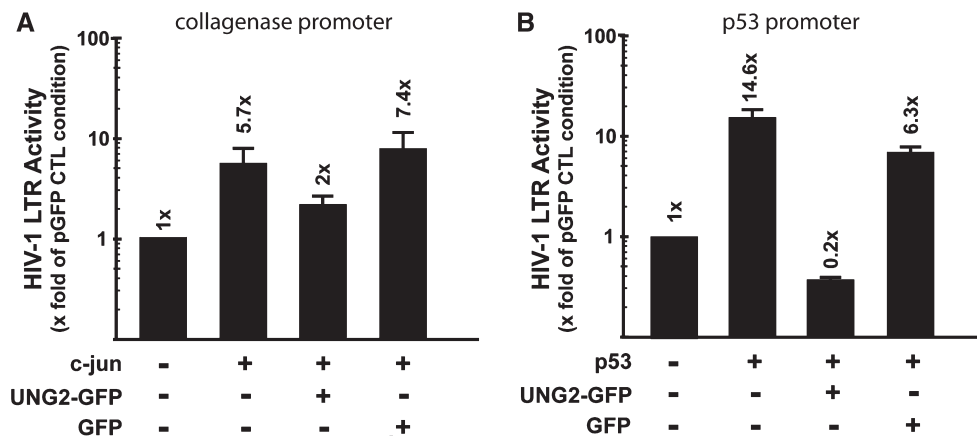 A
collagenase promoter
HIV-1 LTR Activity
(x fold of pGFP CTL condition)
100
10
1
1x
5.7x
2x
7.4x
c-jun - + + +
UNG2-GFP - - + -
GFP - - - +
B
p53 promoter
HIV-1 LTR Activity
(x fold of pGFP CTL condition)
100
10
1
1x
14.6x
0.2x
6.3x
p53 - + + +
UNG2-GFP - - + -
GFP - - - +